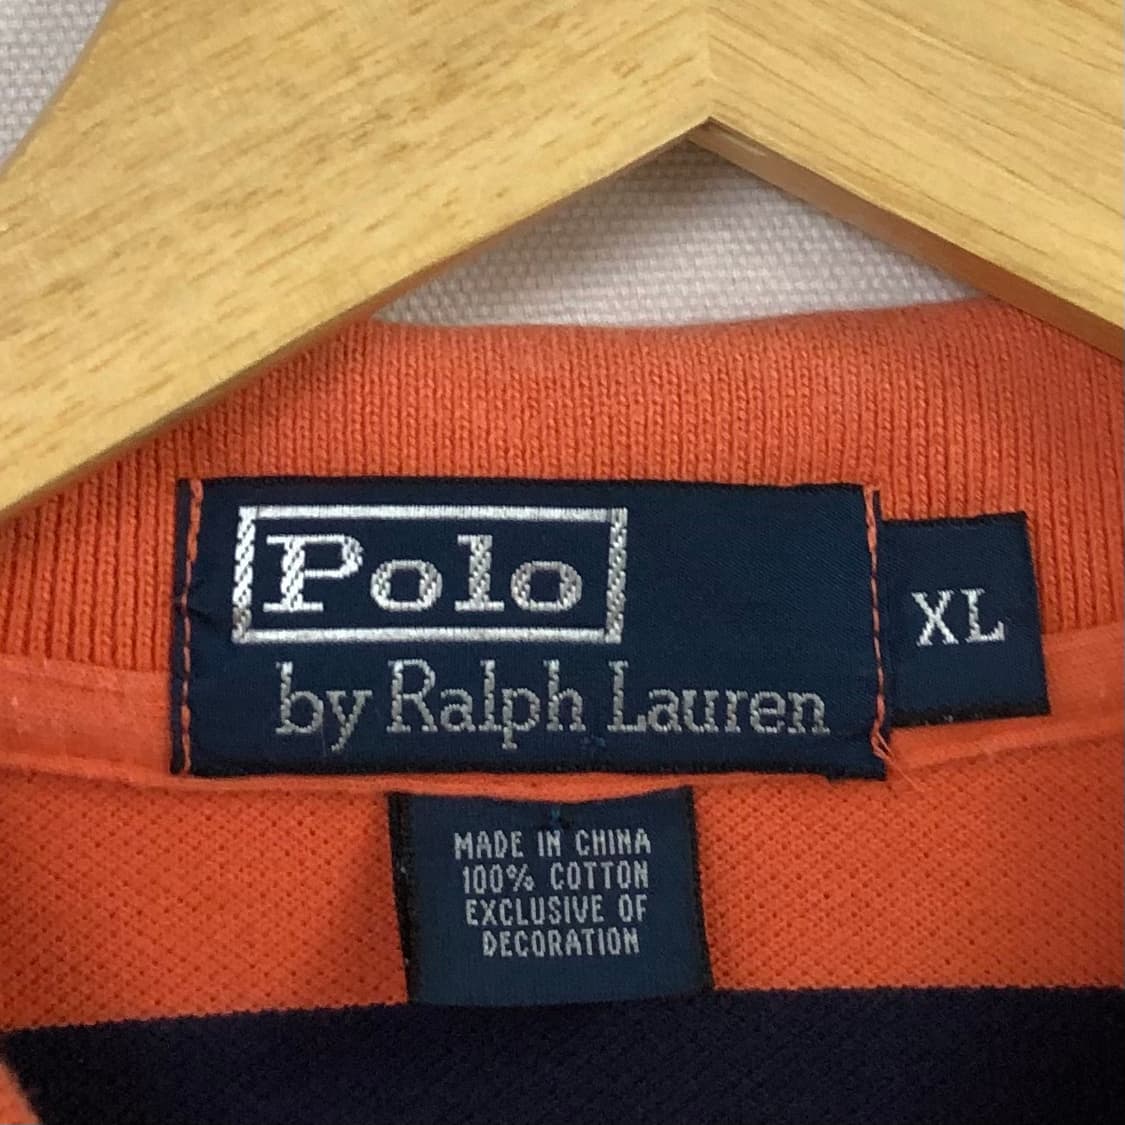 Polo
by Ralph Lauren
XL
MADE IN CHINA
100% COTTON
EXCLUSIVE OF
DECORATION